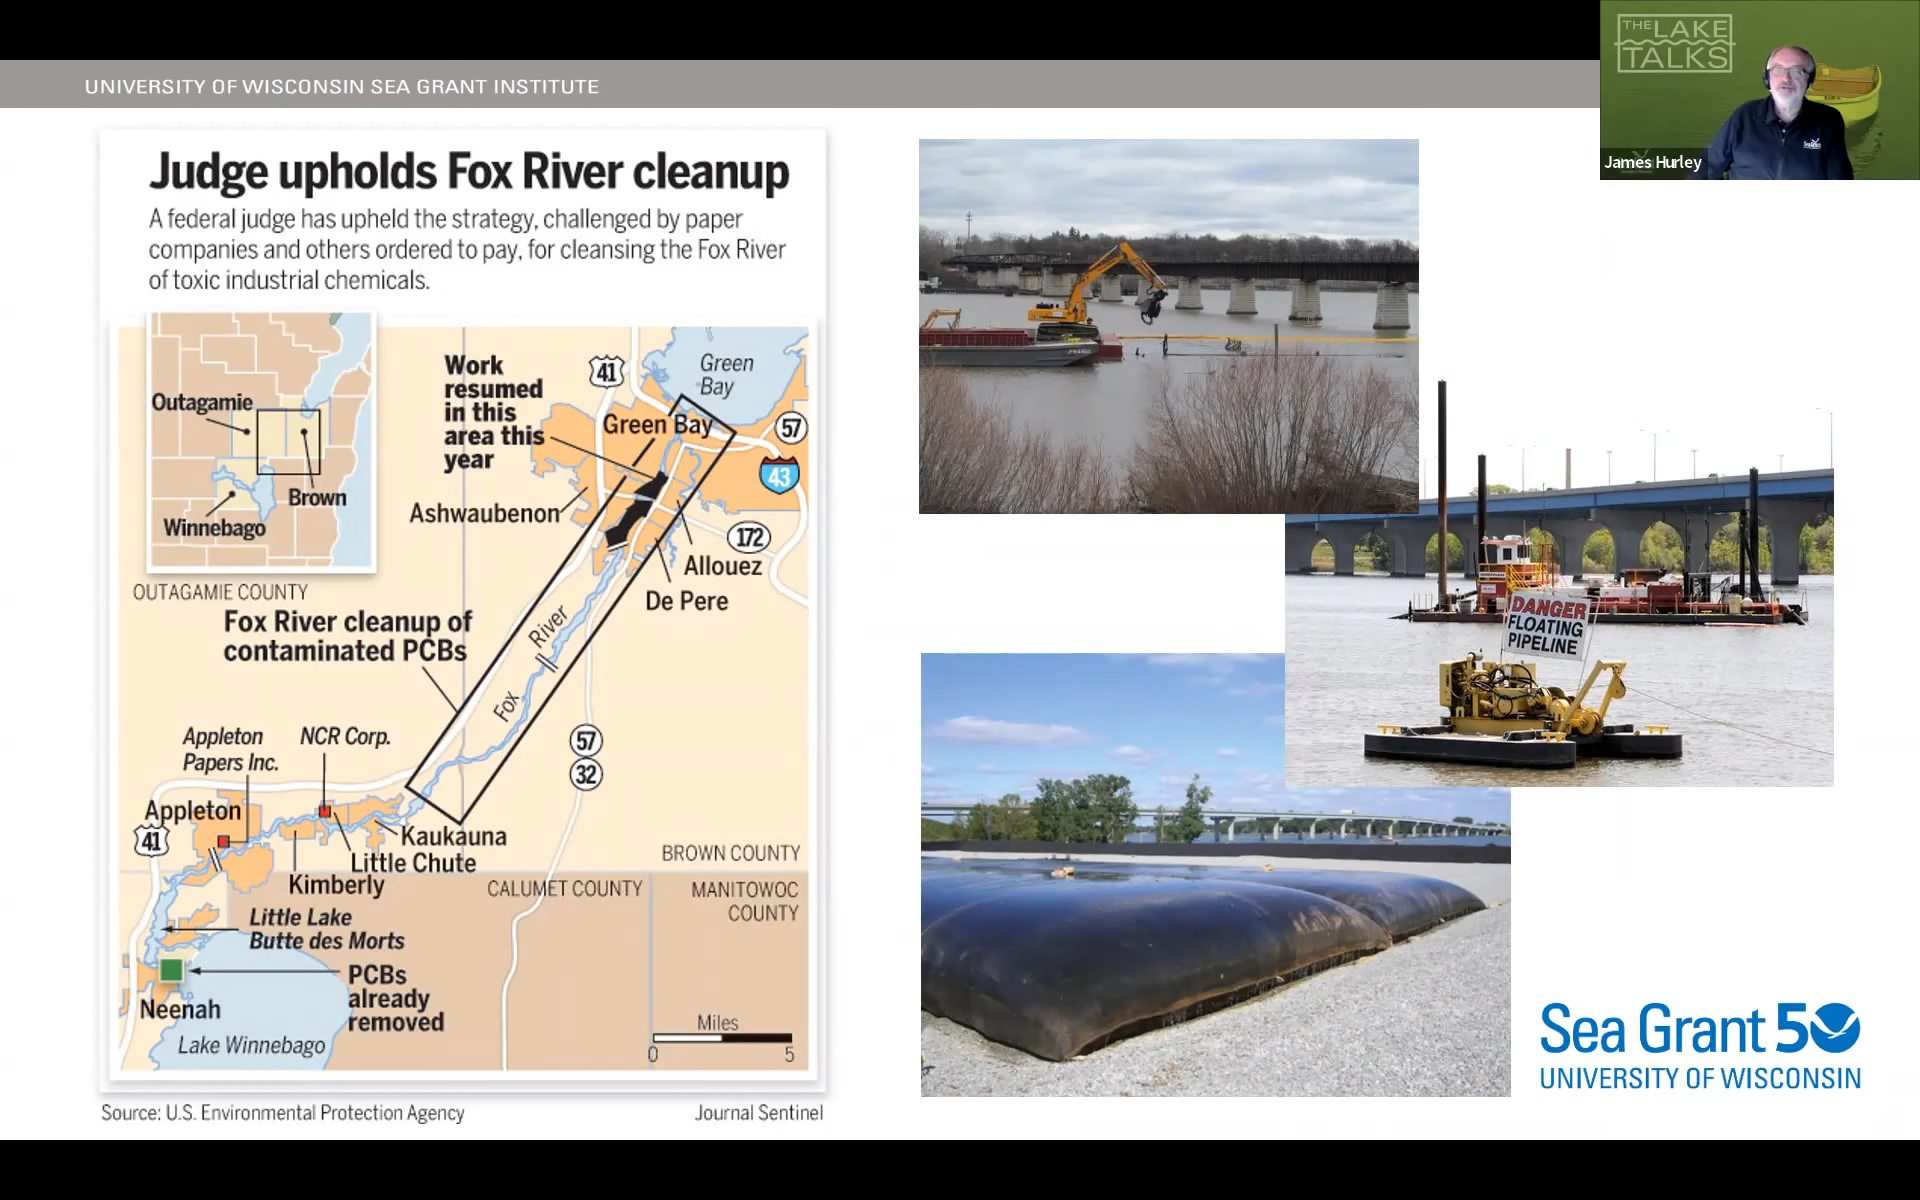 UNIVERSITY OF WISCONSIN SEA GRANT INSTITUTE
THE LAKE
TALKS
James Hurley
Judge upholds Fox River cleanup
A federal judge has upheld the strategy, challenged by paper
companies and others ordered to pay, for cleansing the Fox River
of toxic industrial chemicals.
Outagamie
Brown
Winnebago
Work
resumed
in this
area this
year
41
Green
Bay
Green Bay
57
43
Ashwaubenon
172
Allouez
De Pere
OUTAGAMIE COUNTY
Fox River cleanup of
contaminated PCBs
Fox River
57
32
Appleton
Papers Inc.
NCR Corp.
Appleton
41
Kaukauna
Little Chute
Kimberly
BROWN COUNTY
CALUMET COUNTY
MANITOWOC
COUNTY
Little Lake
Butte des Morts
PCBs
already
removed
Neenah
Lake Winnebago
Miles
0 5
Source: U.S. Environmental Protection Agency
Journal Sentinel
DANGER
FLOATING
PIPELINE
Sea Grant 50
UNIVERSITY OF WISCONSIN